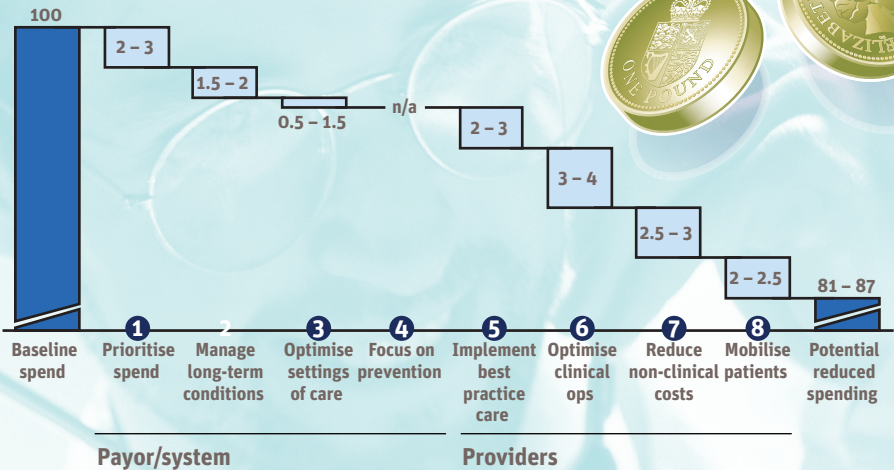 100
2 – 3
1.5 – 2
0.5 – 1.5
n/a
2 – 3
3 – 4
2.5 – 3
2 – 2.5
81 – 87
ONE POUND
ELIZABET
1 2 3 4 5 6 7 8
Baseline
spend
Prioritise
spend
Manage
long-term
conditions
Optimise
settings
of care
Focus on
prevention
Implement
best
practice
care
Optimise
clinical
ops
Reduce
non-clinical
costs
Mobilise
patients
Potential
reduced
spending
Payor/system
Providers